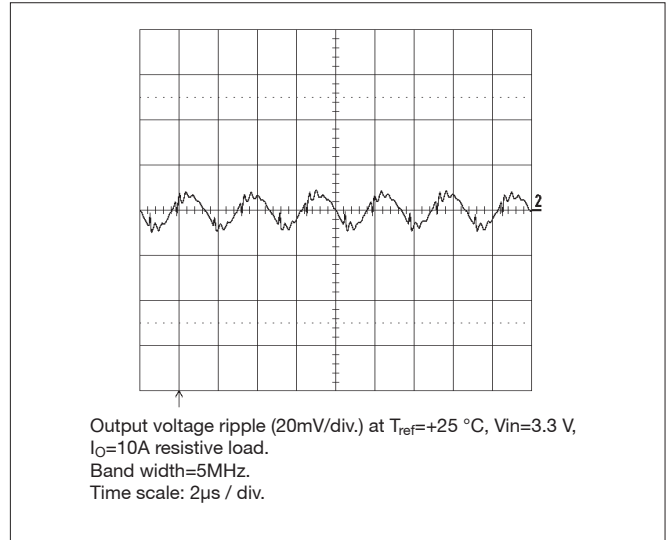 2
Output voltage ripple (20mV/div.) at Tref=+25 °C, Vin=3.3 V,
IO=10A resistive load.
Band width=5MHz.
Time scale: 2µs / div.